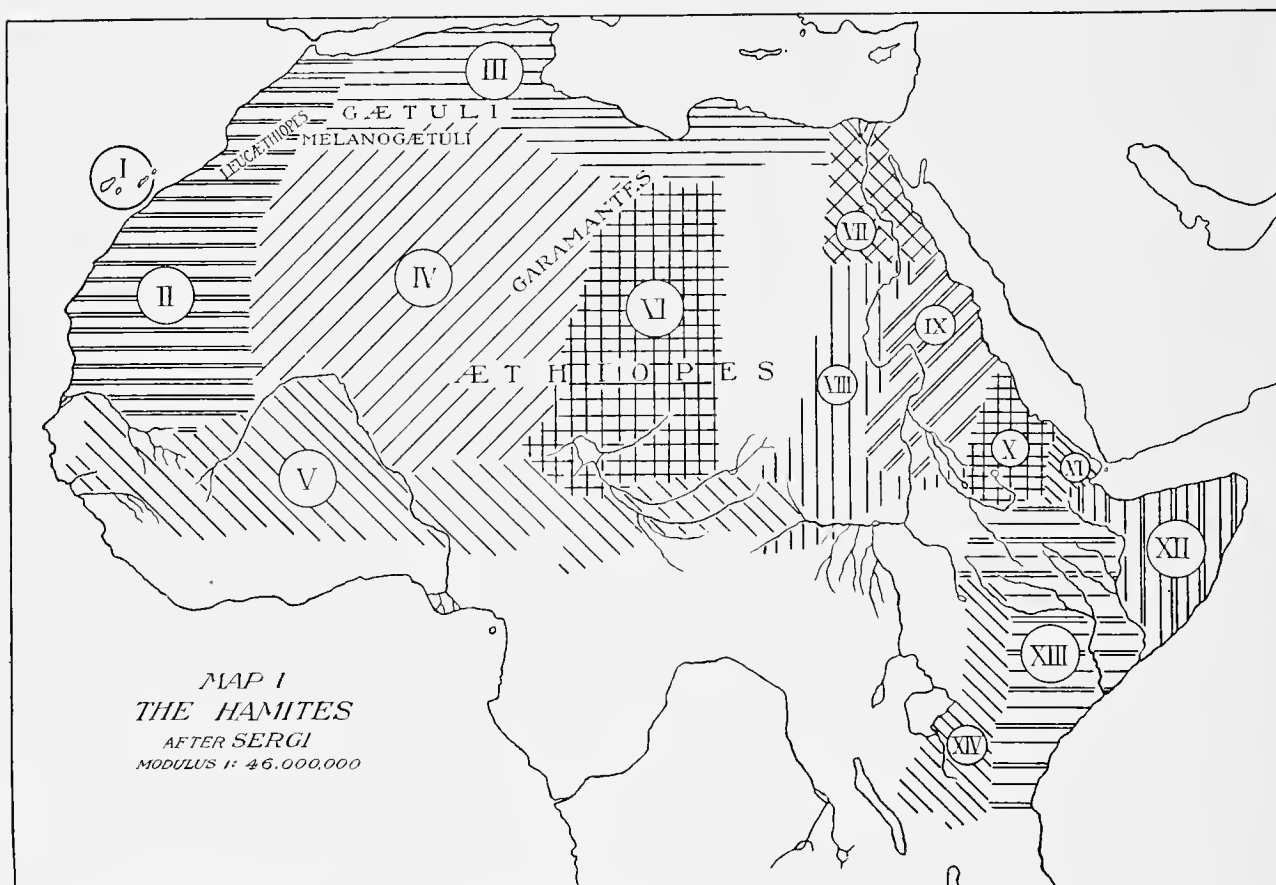 III
GÆTULI
LEUCÆTHIOPES
MELANOGÆTULI
I
GARAMANTES
VII
II
IV
VI
IX
ÆTHIOPES
VIII
V
X
XI
XII
XIII
XIV
MAP I
THE HAMITES
AFTER SERGI
MODULUS 1: 46.000,000